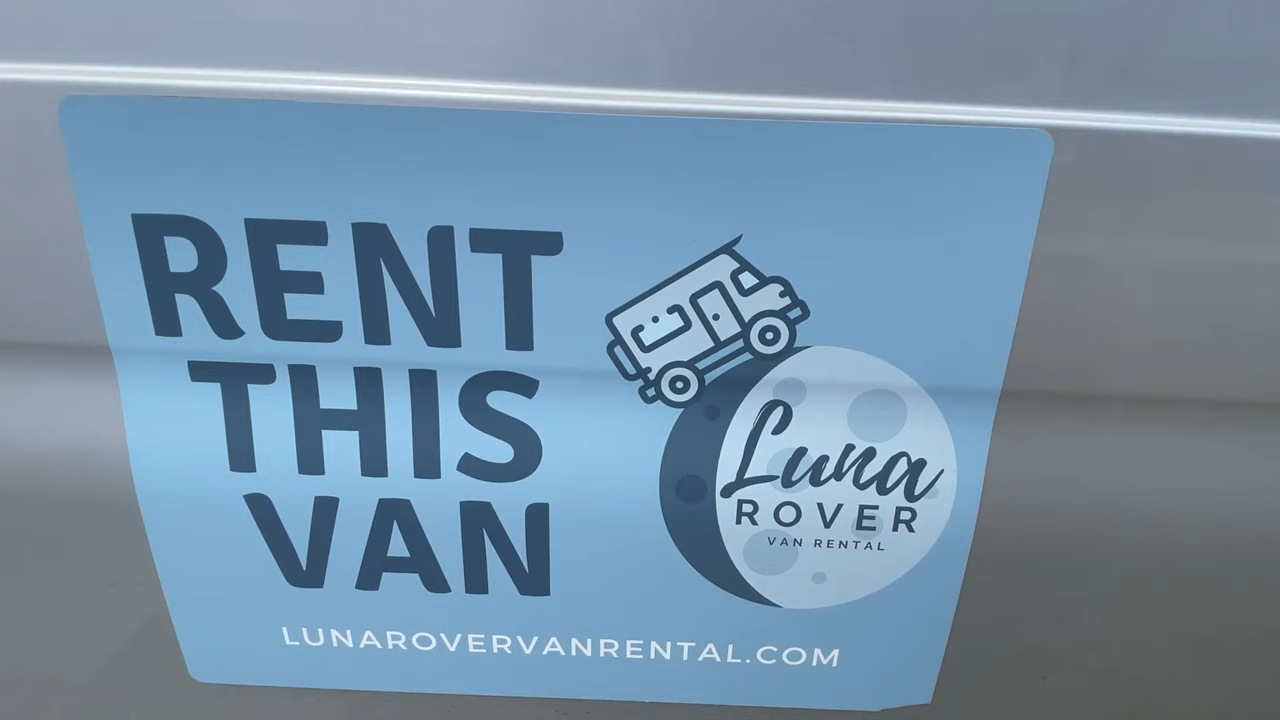 RENT
THIS
VAN
Luna
ROVER
VAN RENTAL
LUNAROVERVANRENTAL.COM